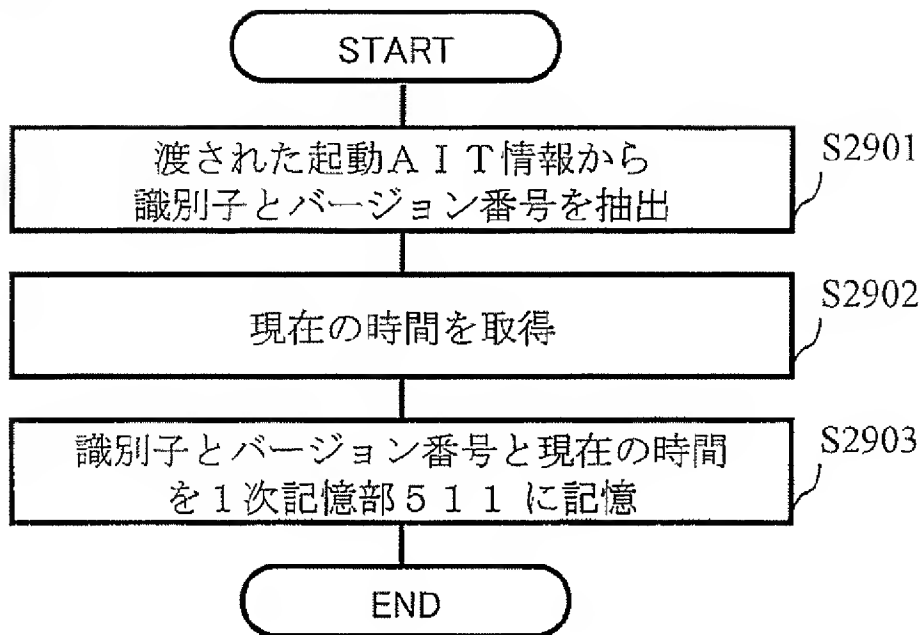 START
渡された起動AIT情報から
識別子とバージョン番号を抽出
S2901
現在の時間を取得
S2902
識別子とバージョン番号と現在の時間
を1次記憶部511に記憶
S2903
END